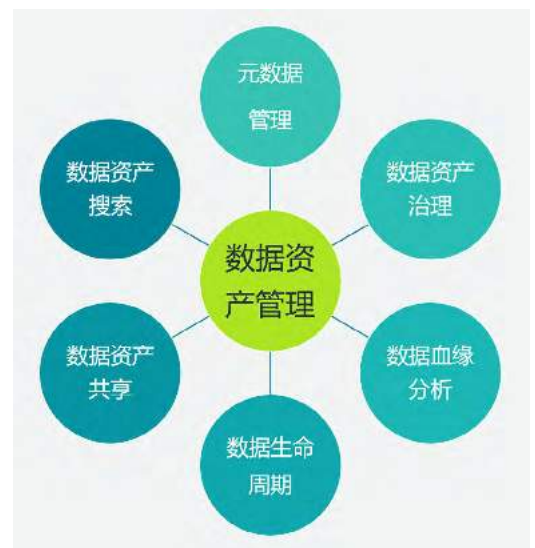 元数据
管理
数据资产
搜索
数据资产
治理
数据资
产管理
数据资产
共享
数据血缘
分析
数据生命
周期